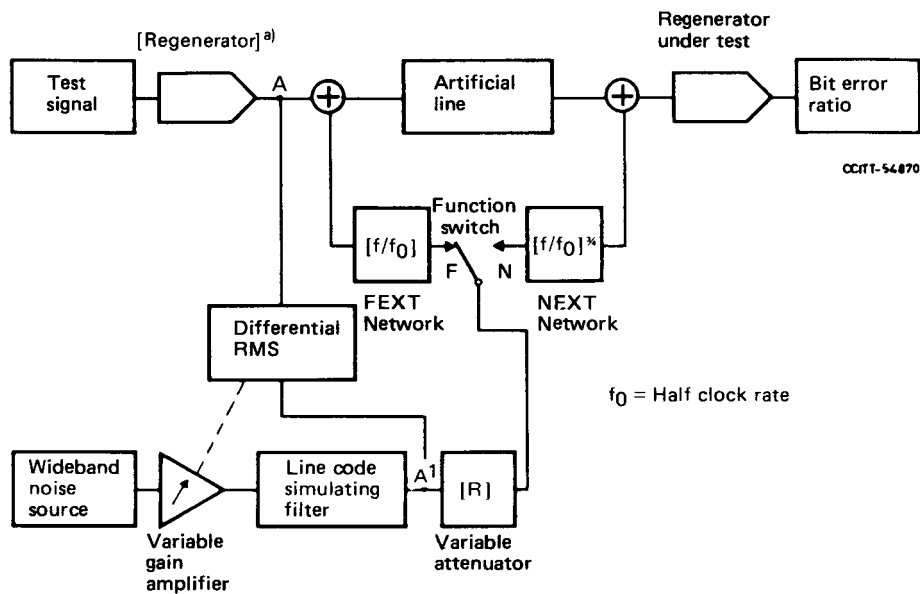 [Regenerator]a)
Regenerator
under test
Test
signal
A
+
Artificial
line
+
Bit error
ratio
CCITT-54870
Function
switch
[f/f0]
F
N
[f/f0]¾
FEXT
Network
NEXT
Network
Differential
RMS
f0 = Half clock rate
Wideband
noise
source
Line code
simulating
filter
A1
[R]
Variable
gain
amplifier
Variable
attenuator